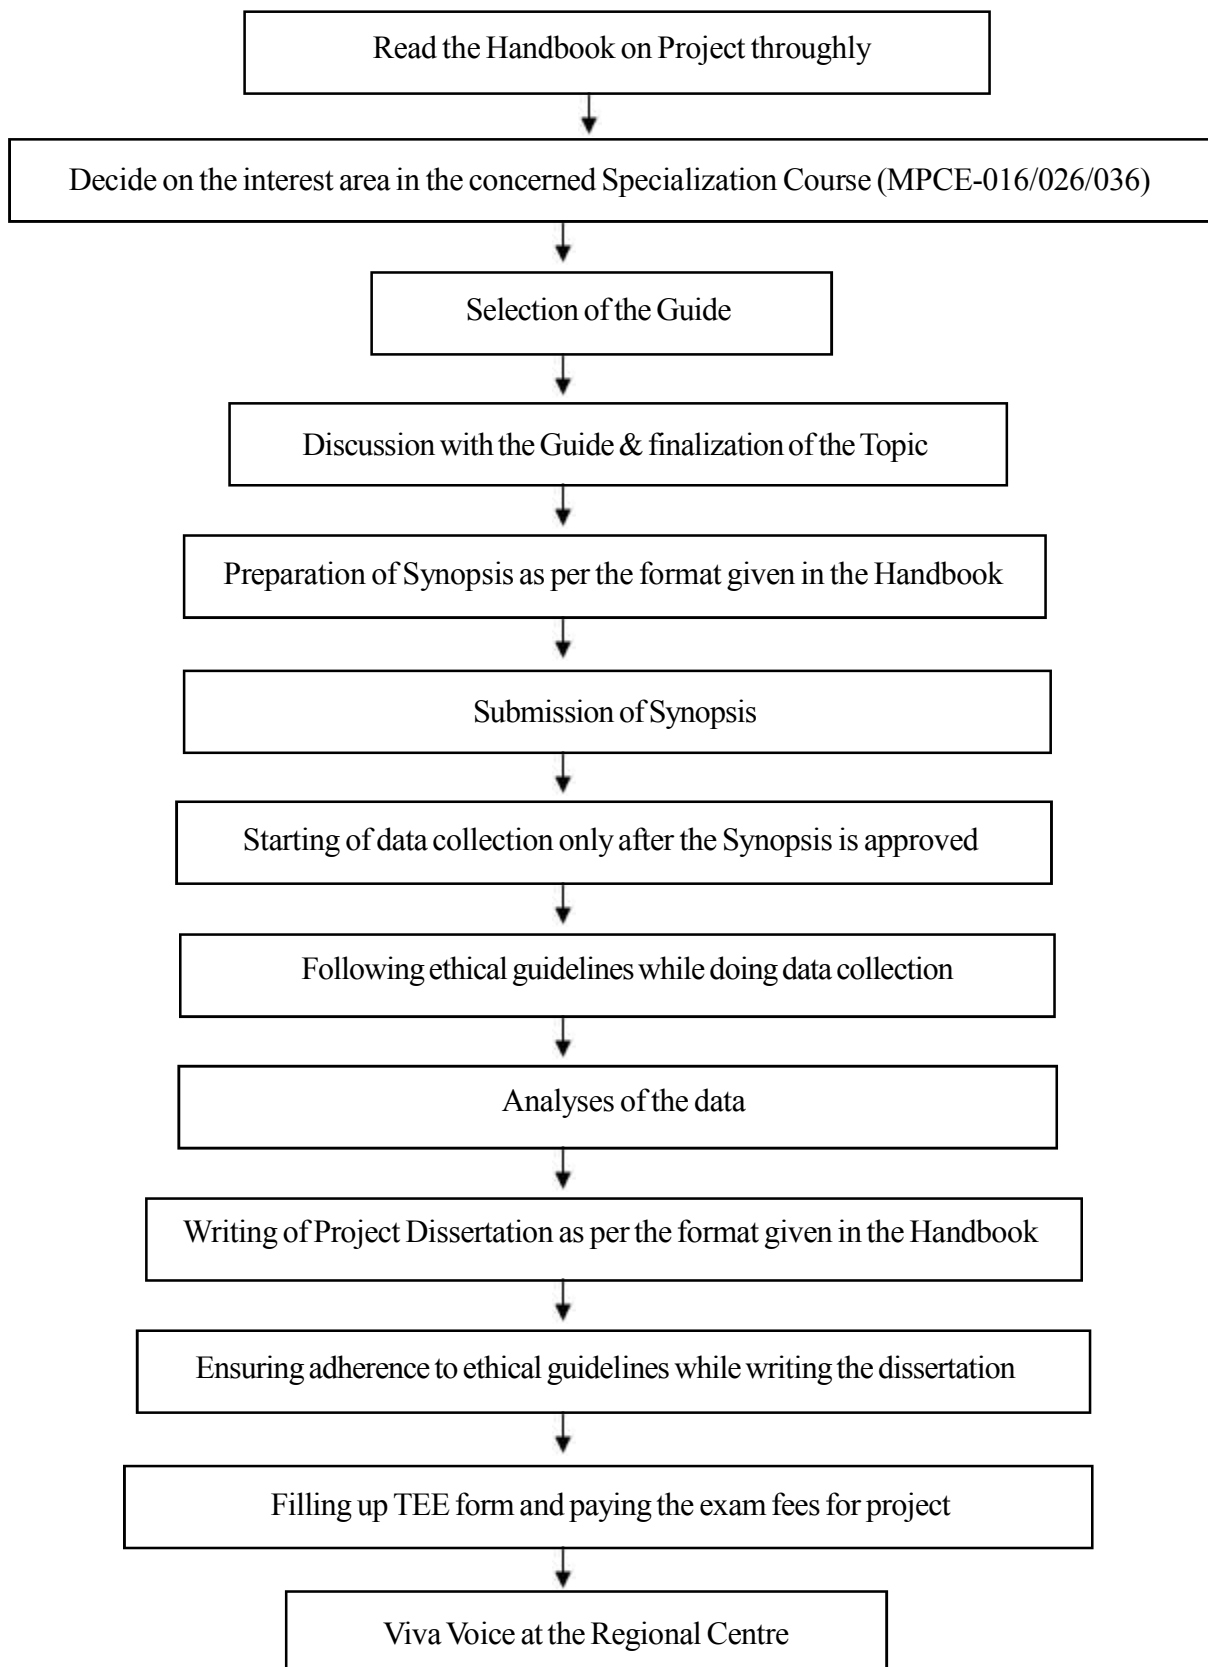 Read the Handbook on Project throughly
Decide on the interest area in the concerned Specialization Course (MPCE-016/026/036)
Selection of the Guide
Discussion with the Guide & finalization of the Topic
Preparation of Synopsis as per the format given in the Handbook
Submission of Synopsis
Starting of data collection only after the Synopsis is approved
Following ethical guidelines while doing data collection
Analyses of the data
Writing of Project Dissertation as per the format given in the Handbook
Ensuring adherence to ethical guidelines while writing the dissertation
Filling up TEE form and paying the exam fees for project
Viva Voice at the Regional Centre